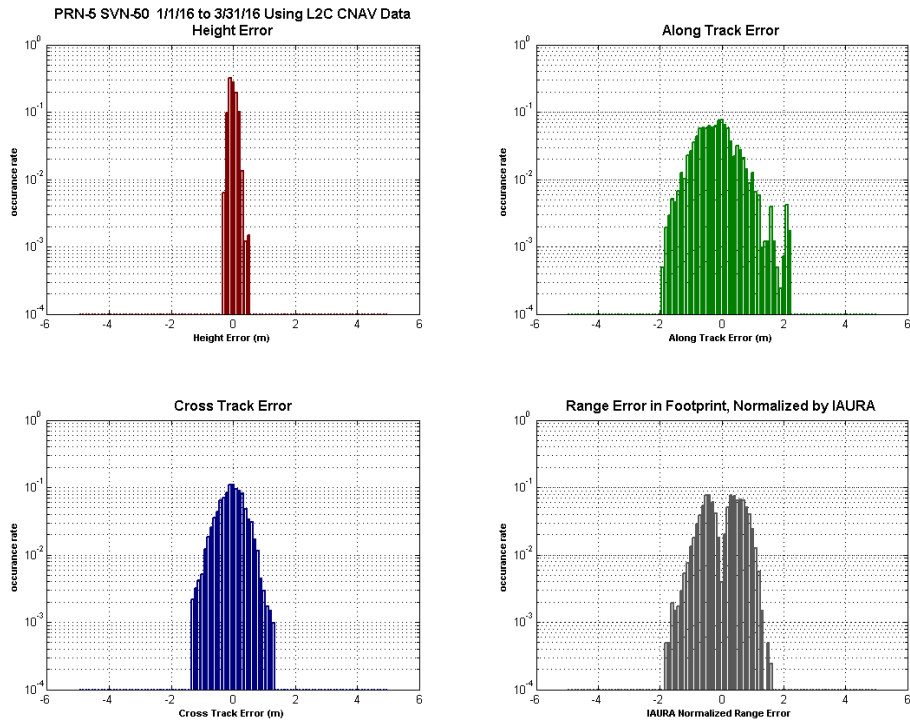 PRN-5 SVN-50 1/1/16 to 3/31/16 Using L2C CNAV Data
Height Error
10^0
10^-1
10^-2
10^-3
10^-4
occurance rate
-6 -4 -2 0 2 4 6
Height Error (m)
Along Track Error
10^0
10^-1
10^-2
10^-3
10^-4
occurance rate
-6 -4 -2 0 2 4 6
Along Track Error (m)
Cross Track Error
10^0
10^-1
10^-2
10^-3
10^-4
occurance rate
-6 -4 -2 0 2 4 6
Cross Track Error (m)
Range Error in Footprint, Normalized by IAURA
10^0
10^-1
10^-2
10^-3
10^-4
occurance rate
-6 -4 -2 0 2 4 6
IAURA Normalized Range Error